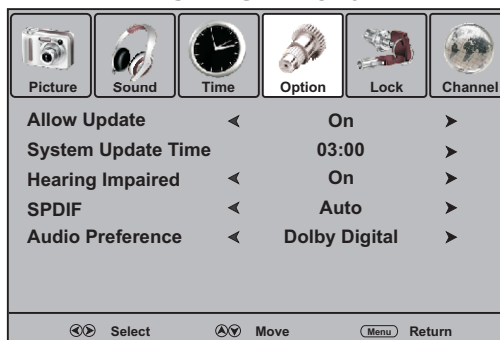 Picture Sound Time Option Lock Channel
Allow Update On
System Update Time 03:00
Hearing Impaired On
SPDIF Auto
Audio Preference Dolby Digital
Select Move Menu Return